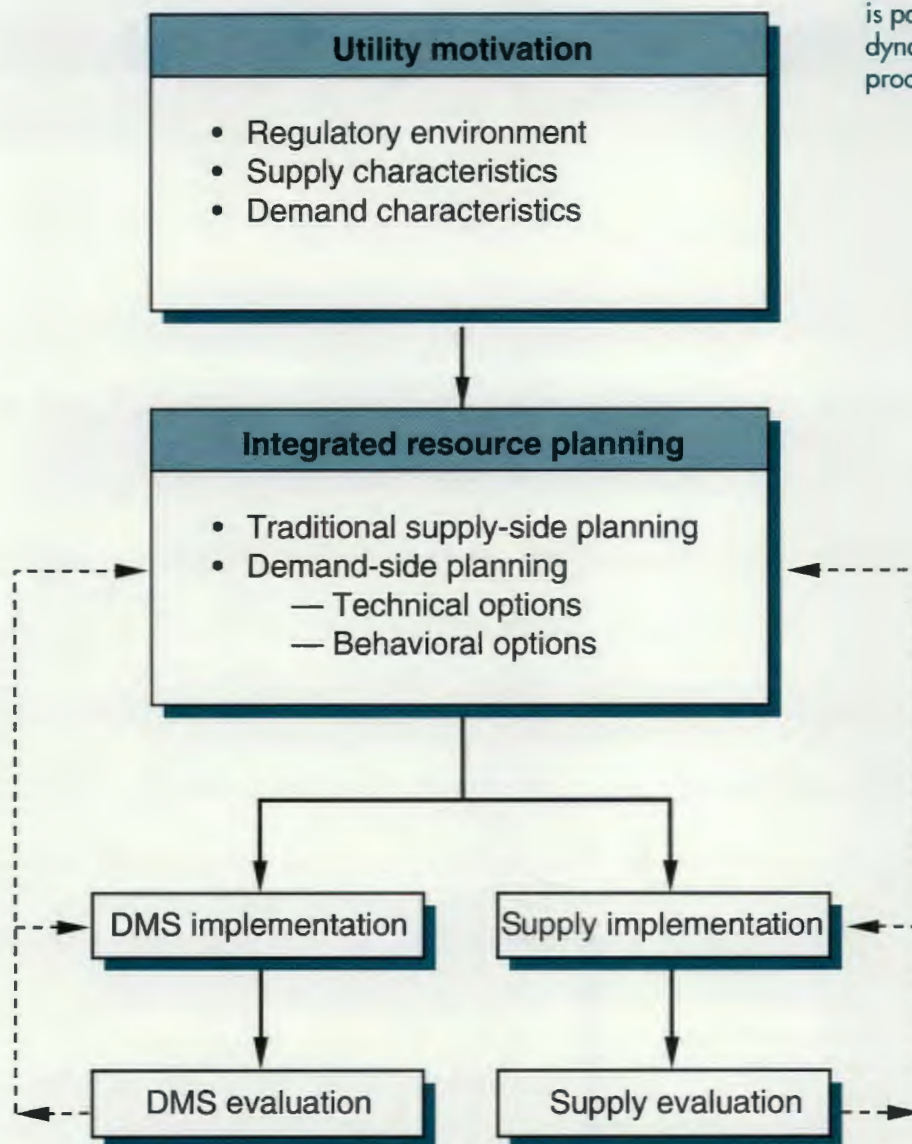 Utility motivation
• Regulatory environment
• Supply characteristics
• Demand characteristics
Integrated resource planning
• Traditional supply-side planning
• Demand-side planning
— Technical options
— Behavioral options
DMS implementation
Supply implementation
DMS evaluation
Supply evaluation
is